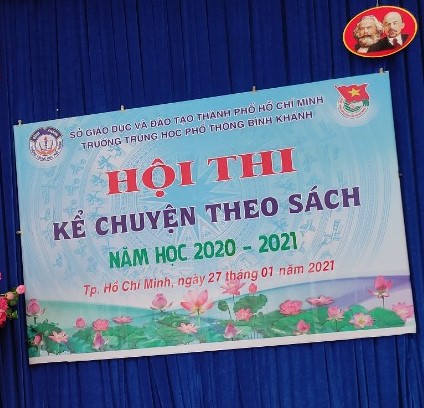 SỞ GIÁO DỤC VÀ ĐÀO TẠO THÀNH PHỐ HỒ CHÍ MINH
TRƯỜNG TRUNG HỌC PHỔ THÔNG BÌNH KHÁNH
HỘI THI
KỂ CHUYỆN THEO SÁCH
NĂM HỌC 2020 - 2021
Tp. Hồ Chí Minh, ngày 27 tháng 01 năm 2021